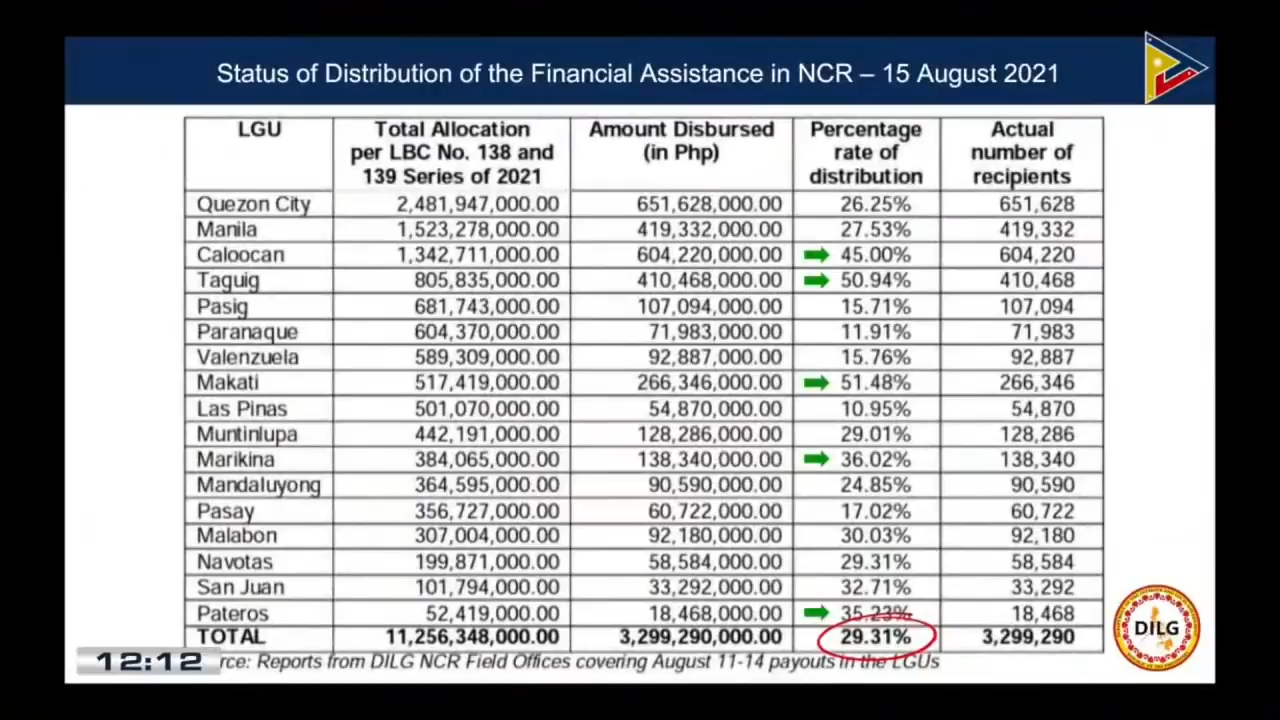 Status of Distribution of the Financial Assistance in NCR – 15 August 2021
LGU Total Allocation per LBC No. 138 and 139 Series of 2021 Amount Disbursed (in Php) Percentage rate of distribution Actual number of recipients
Quezon City 2,481,947,000.00 651,628,000.00 26.25% 651,628
Manila 1,523,278,000.00 419,332,000.00 27.53% 419,332
Caloocan 1,342,711,000.00 604,220,000.00 45.00% 604,220
Taguig 805,835,000.00 410,468,000.00 50.94% 410,468
Pasig 681,743,000.00 107,094,000.00 15.71% 107,094
Paranaque 604,370,000.00 71,983,000.00 11.91% 71,983
Valenzuela 589,309,000.00 92,887,000.00 15.76% 92,887
Makati 517,419,000.00 266,346,000.00 51.48% 266,346
Las Pinas 501,070,000.00 54,870,000.00 10.95% 54,870
Muntinlupa 442,191,000.00 128,286,000.00 29.01% 128,286
Marikina 384,065,000.00 138,340,000.00 36.02% 138,340
Mandaluyong 364,595,000.00 90,590,000.00 24.85% 90,590
Pasay 356,727,000.00 60,722,000.00 17.02% 60,722
Malabon 307,004,000.00 92,180,000.00 30.03% 92,180
Navotas 199,871,000.00 58,584,000.00 29.31% 58,584
San Juan 101,794,000.00 33,292,000.00 32.71% 33,292
Pateros 52,419,000.00 18,468,000.00 35.23% 18,468
TOTAL 11,256,348,000.00 3,299,290,000.00 29.31% 3,299,290
DILG
12:12
rce: Reports from DILG NCR Field Offices covering August 11-14 payouts in the LGUs